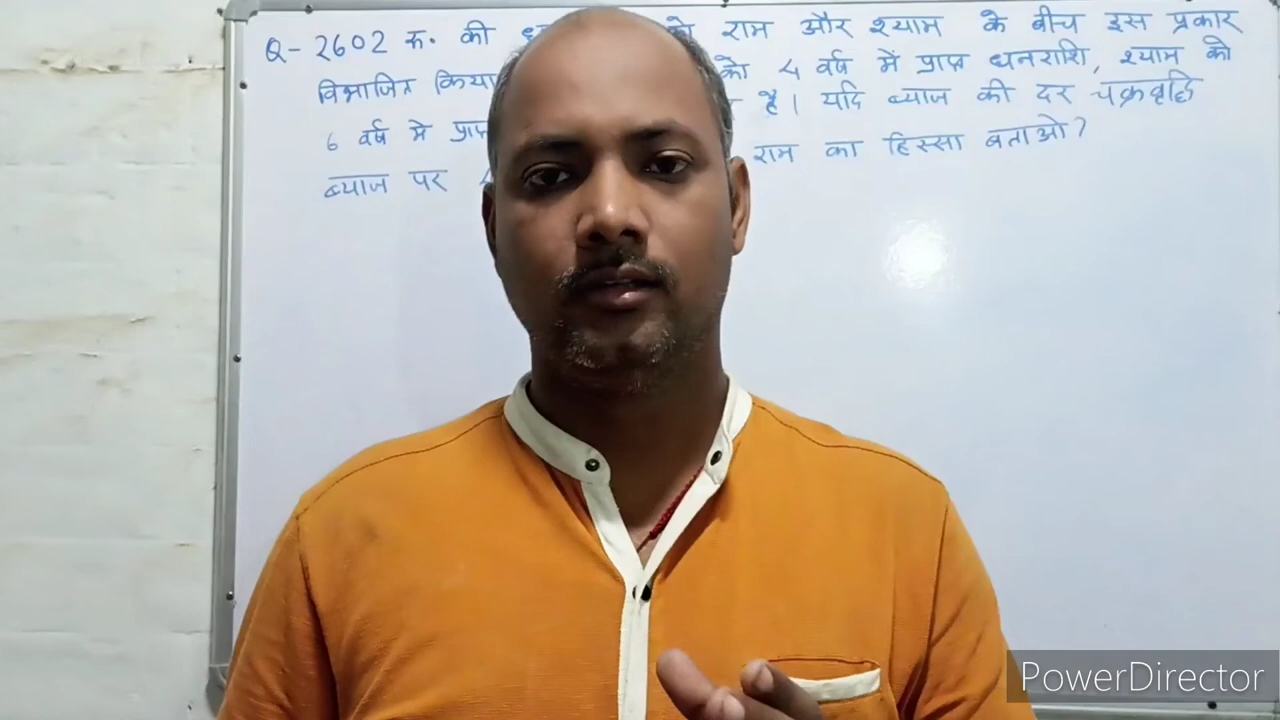 Q- 2602 रु. की राम और श्याम के बीच इस प्रकार
विभाजित किया को 4 वर्ष में प्राप्त धनराशि, श्याम को
6 वर्ष मे प्राप्त है। यदि ब्याज की दर चक्रवृद्धि
ब्याज पर राम का हिस्सा बताओ?
PowerDirector